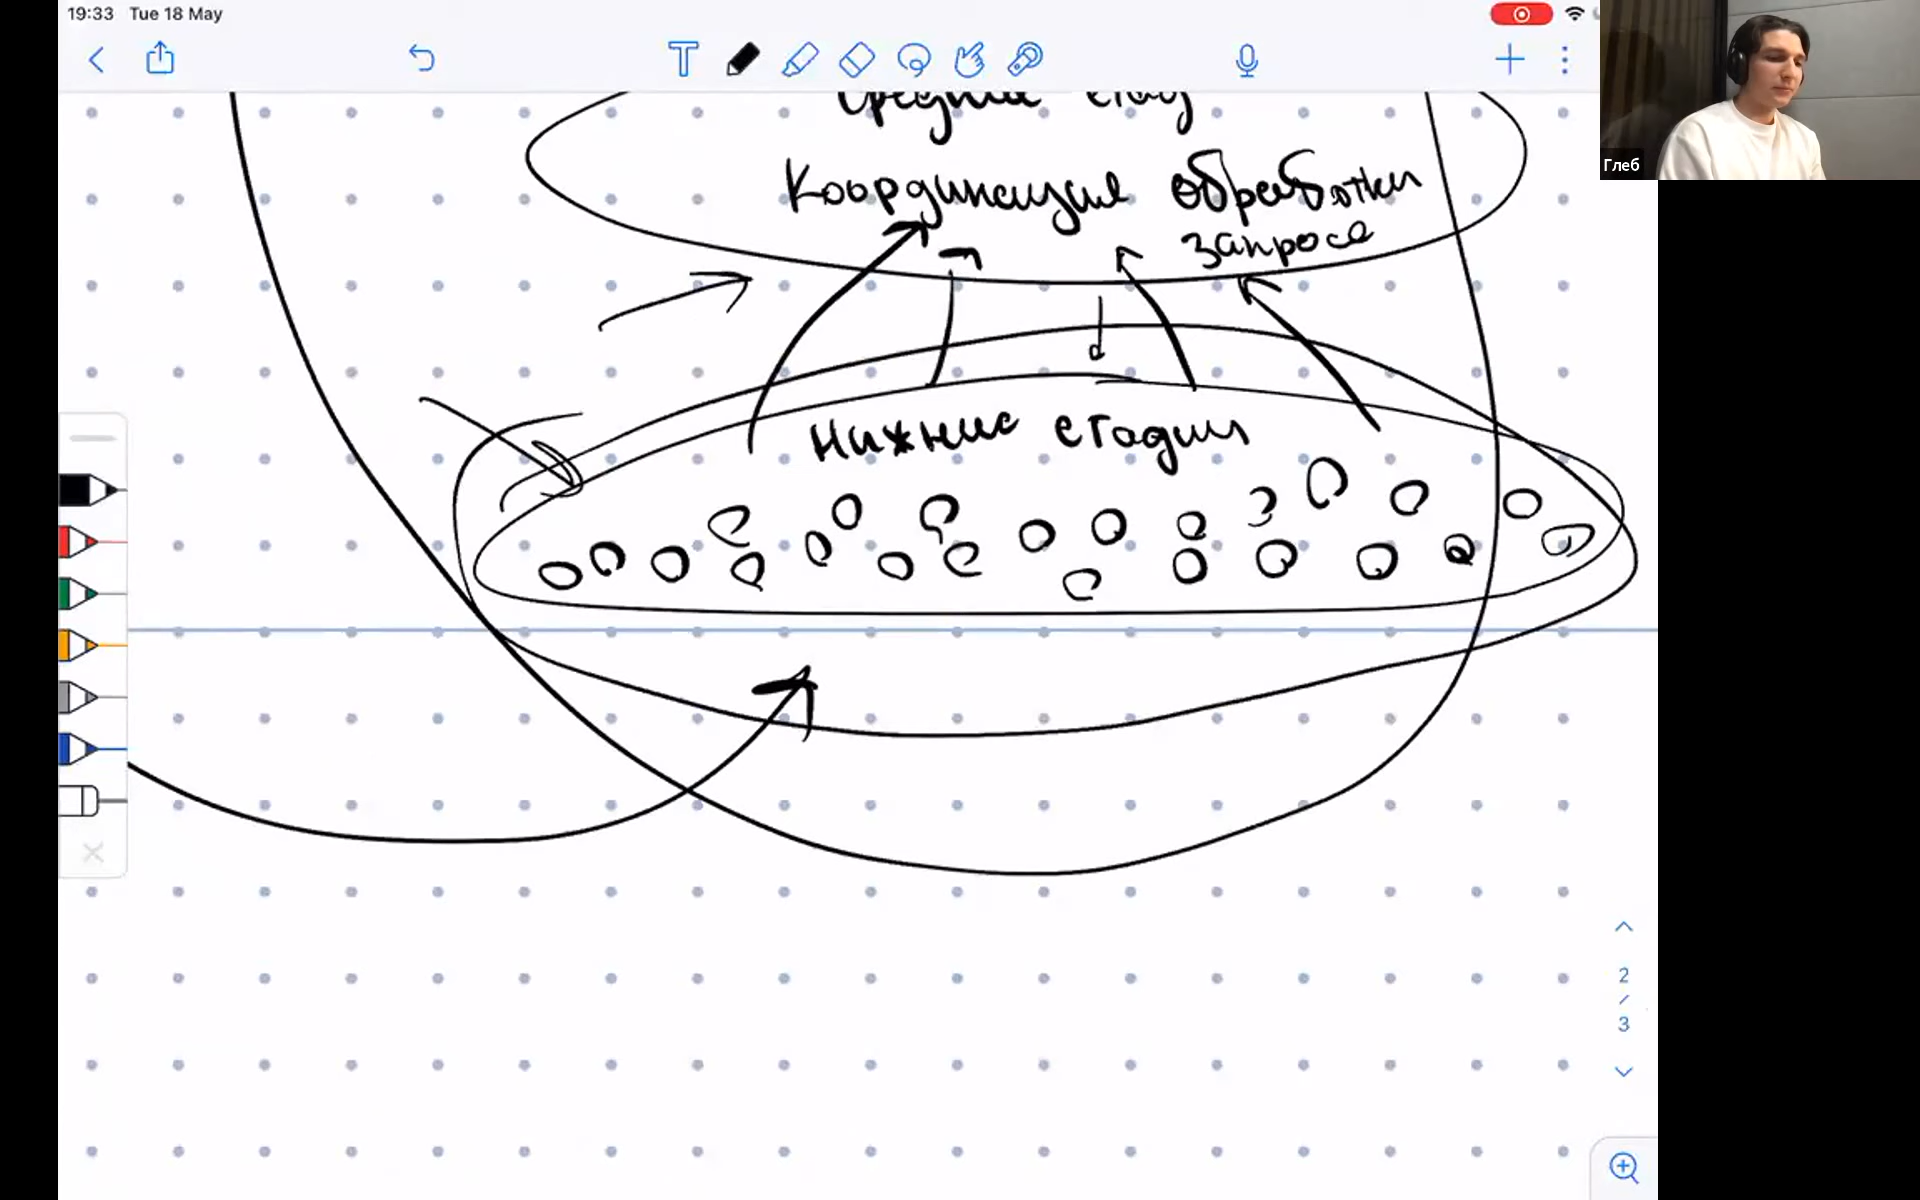 19:33 Tue 18 May
Глеб
Координация обработки
запроса
Нижние стадии
2
/
3